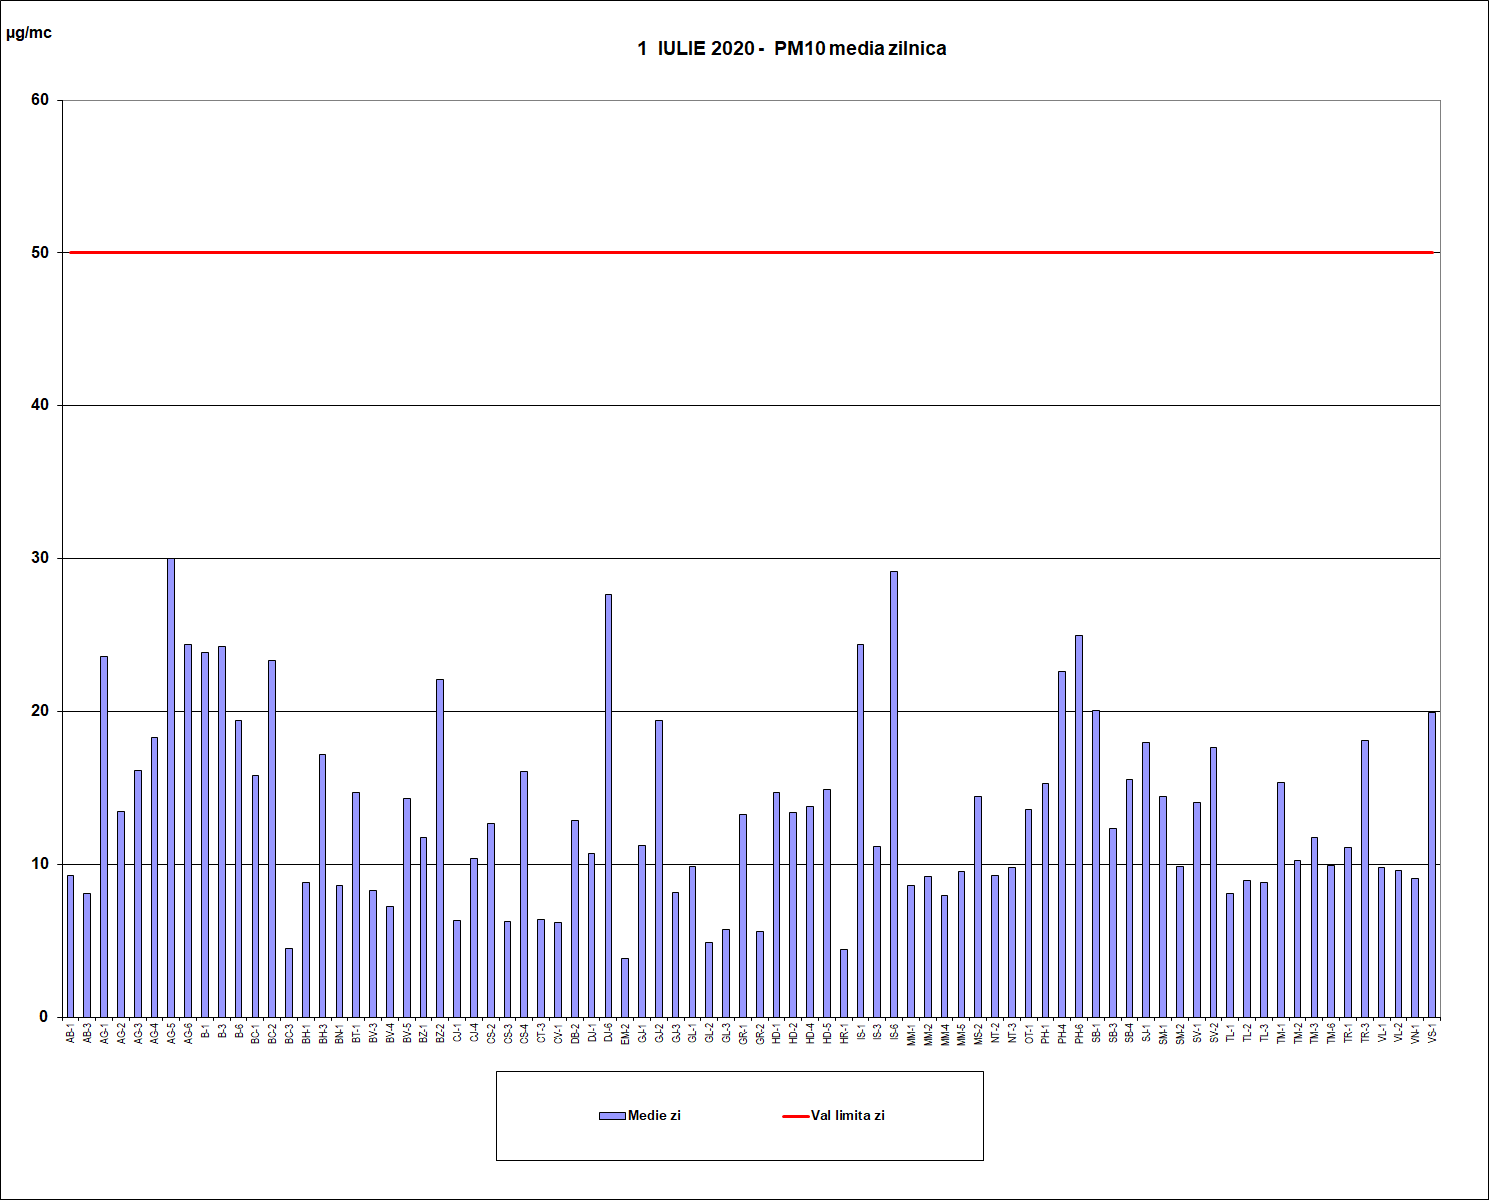 µg/mc
1 IULIE 2020 - PM10 media zilnica
60
50
40
30
20
10
0
AB-1 AB-3 AG-1 AG-2 AG-3 AG-4 AG-5 AG-6 B-1 B-3 B-6 BC-1 BC-2 BC-3 BH-1 BH-3 BN-1 BT-1 BV-3 BV-4 BV-5 BZ-1 BZ-2 CJ-1 CJ-4 CS-2 CS-3 CS-4 CT-3 CV-1 DB-2 DJ-1 DJ-6 EM-2 GJ-1 GJ-2 GJ-3 GL-1 GL-2 GL-3 GR-1 GR-2 HD-1 HD-2 HD-4 HD-5 HR-1 IS-1 IS-3 IS-6 MM-1 MM-2 MM-4 MM-5 MS-2 NT-2 NT-3 OT-1 PH-1 PH-4 PH-6 SB-1 SB-3 SB-4 SJ-1 SM-1 SM-2 SV-1 SV-2 TL-1 TL-2 TL-3 TM-1 TM-2 TM-3 TM-6 TR-1 TR-3 VL-1 VL-2 VN-1 VS-1
Medie zi Val limita zi